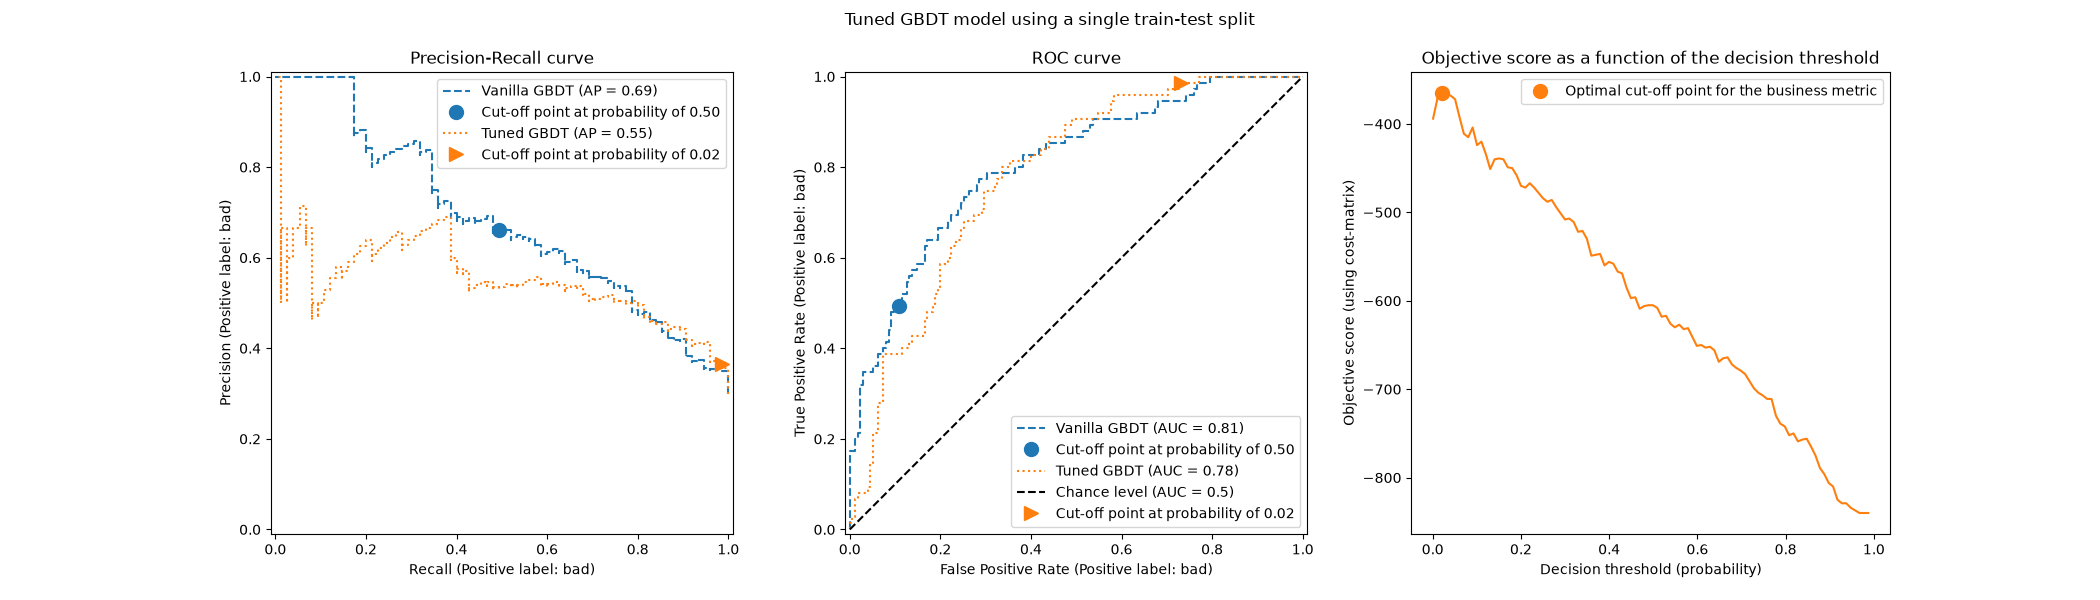 Tuned GBDT model using a single train-test split
Precision-Recall curve
1.0
0.8
0.6
0.4
0.2
0.0
Precision (Positive label: bad)
Vanilla GBDT (AP = 0.69)
Cut-off point at probability of 0.50
Tuned GBDT (AP = 0.55)
Cut-off point at probability of 0.02
0.0 0.2 0.4 0.6 0.8 1.0
Recall (Positive label: bad)
ROC curve
1.0
0.8
0.6
0.4
0.2
0.0
True Positive Rate (Positive label: bad)
Vanilla GBDT (AUC = 0.81)
Cut-off point at probability of 0.50
Tuned GBDT (AUC = 0.78)
Chance level (AUC = 0.5)
Cut-off point at probability of 0.02
0.0 0.2 0.4 0.6 0.8 1.0
False Positive Rate (Positive label: bad)
Objective score as a function of the decision threshold
Optimal cut-off point for the business metric
−400
−500
−600
−700
−800
Objective score (using cost-matrix)
0.0 0.2 0.4 0.6 0.8 1.0
Decision threshold (probability)